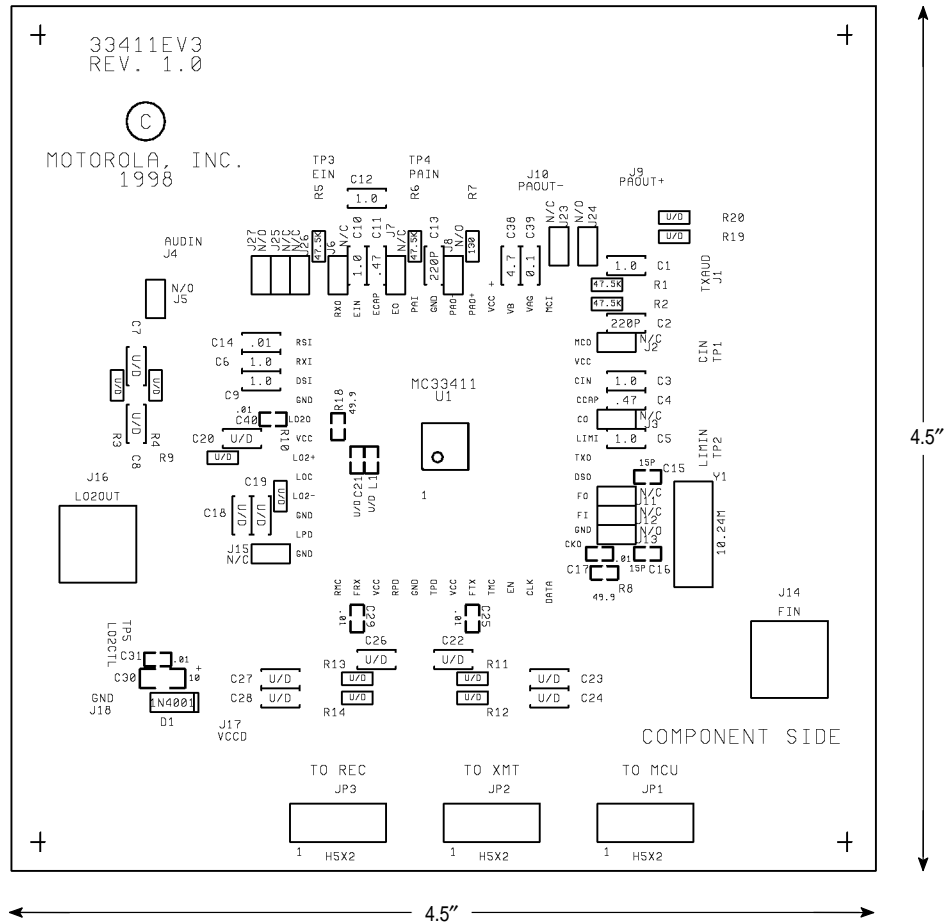 33411EV3
REV. 1.0
C
MOTOROLA, INC.
1998
TP3
EIN
R5
C12
1.0
TP4
PAIN
R6
R7
J10
PAOUT-
J9
PAOUT+
J27
N/O
J25
N/C
N/C
J26
47.5K
J6
N/C
C10
1.0
C11
.47
J7
N/C
47.5K
C13
220P
J8
N/O
130
C38
4.7
C39
0.1
N/C
J23
N/O
J24
U/D
R20
U/D
R19
AUDIN
J4
N/O
J5
RXO
EIN
ECAP
EO
PAI
GND
PAO-
PAO+
VCC +
VB
VAG
MCI
1.0
C1
47.5K
R1
47.5K
R2
220P
C2
TXAUD
J1
C7
U/D
U/D
U/D
U/D
R3
R4
C8
R9
C14
.01
RSI
C6
1.0
RXI
1.0
DSI
C9
GND
.01
C40
LO2O
R10
C20
U/D
VCC
U/D
LO2+
LOC
C19
U/D
LO2-
C18
U/D
U/D
GND
LPD
J15
N/C
GND
R18
49.9
MC33411
U1
1
C21
U/D
L1
U/D
MCO
N/C
J2
VCC
CIN
1.0
C3
CCAP
.47
C4
CO
N/C
J3
LIMI
1.0
C5
TXO
DSO
15P
C15
FO
N/C
J11
FI
N/C
J12
GND
N/O
J13
CKO
.01
15P
C16
C17
R8
49.9
CIN
TP1
LIMIN
TP2
Y1
10.24M
J16
LO2OUT
J14
FIN
RMC
FRX
VCC
RPD
GND
TPD
VCC
FTX
TMC
EN
CLK
DATA
.01
C29
.01
C25
C26
U/D
C22
U/D
TP5
LO2CTL
C31
.01
C30
+
10
GND
J18
1N4001
D1
C27
U/D
C28
U/D
J17
VCCD
R13
U/D
U/D
R14
R11
U/D
U/D
R12
U/D
C23
U/D
C24
COMPONENT SIDE
TO REC
JP3
1
H5X2
TO XMT
JP2
1
H5X2
TO MCU
JP1
1
H5X2
4.5″
4.5″